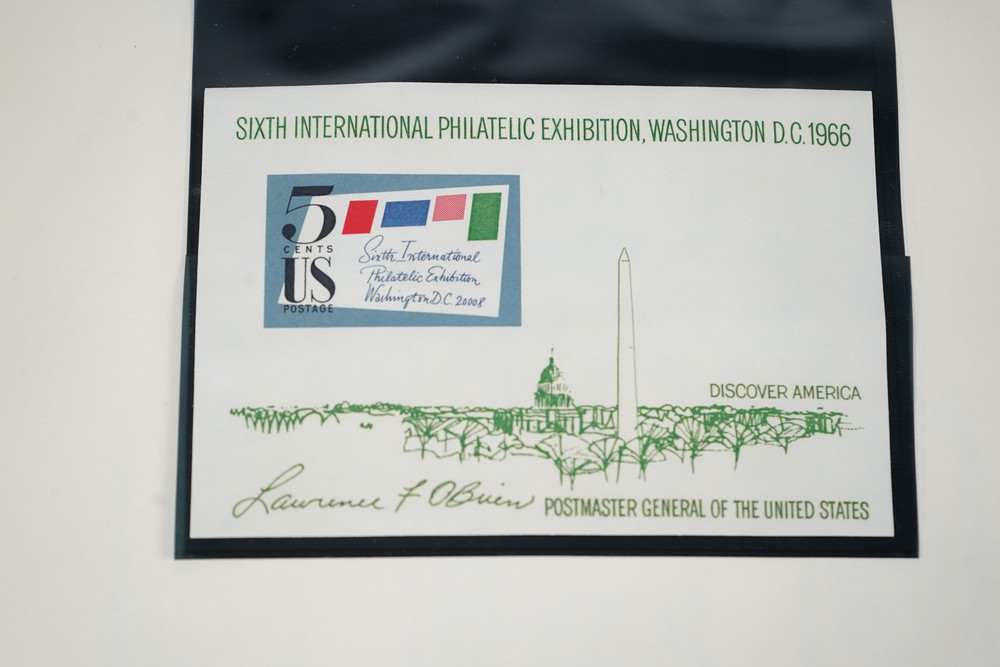 SIXTH INTERNATIONAL PHILATELIC EXHIBITION, WASHINGTON D.C. 1966
5
CENTS
US
POSTAGE
Sixth International
Philatelic Exhibition
Washington D.C. 20008
DISCOVER AMERICA
Lawrence F O'Brien POSTMASTER GENERAL OF THE UNITED STATES